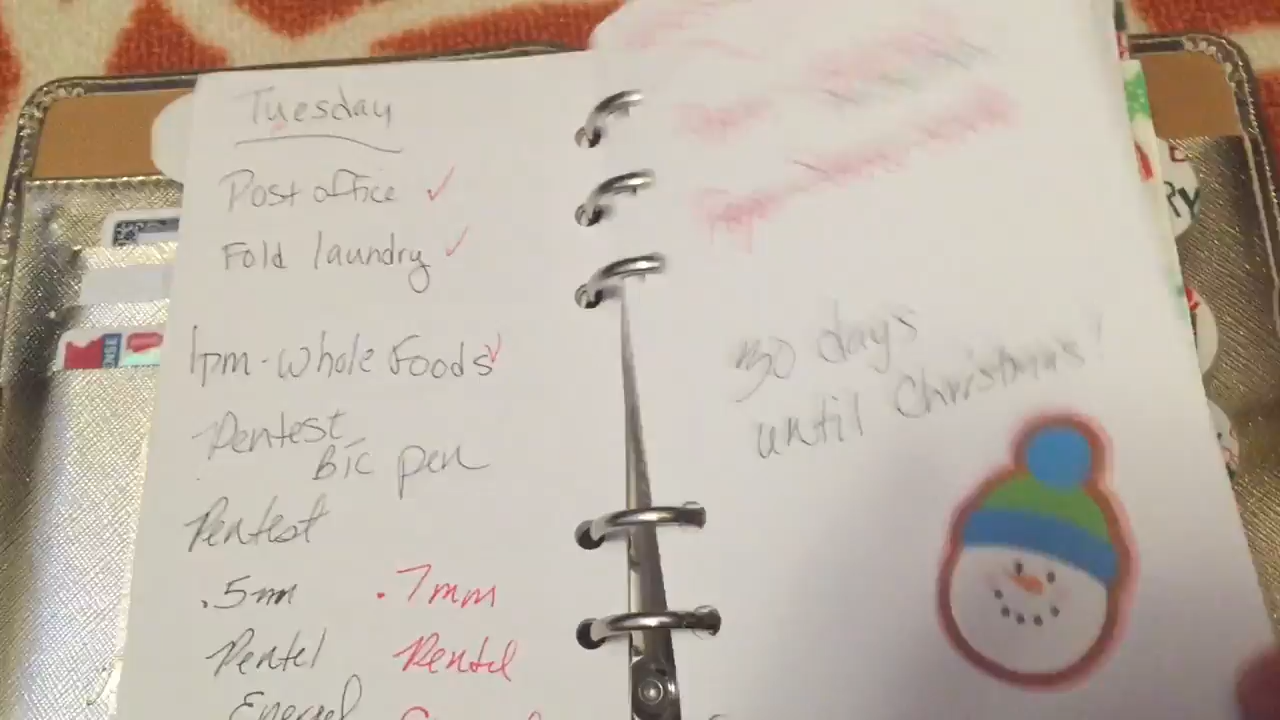 Tuesday
Post office ✓
Fold laundry ✓
1pm - Whole Foods ✓
Pentest
Bic pen
Pentest
.5mm .7mm
Pentel Pentel
Energel
30 days
until Christmas!